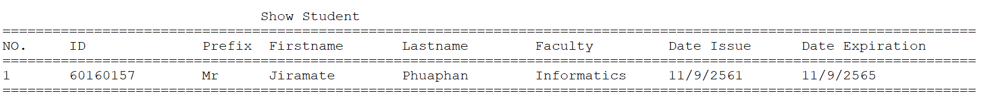 Show Student
=====================================================================================================================
NO. ID Prefix Firstname Lastname Faculty Date Issue Date Expiration
=====================================================================================================================
1 60160157 Mr Jiramate Phuaphan Informatics 11/9/2561 11/9/2565
=====================================================================================================================